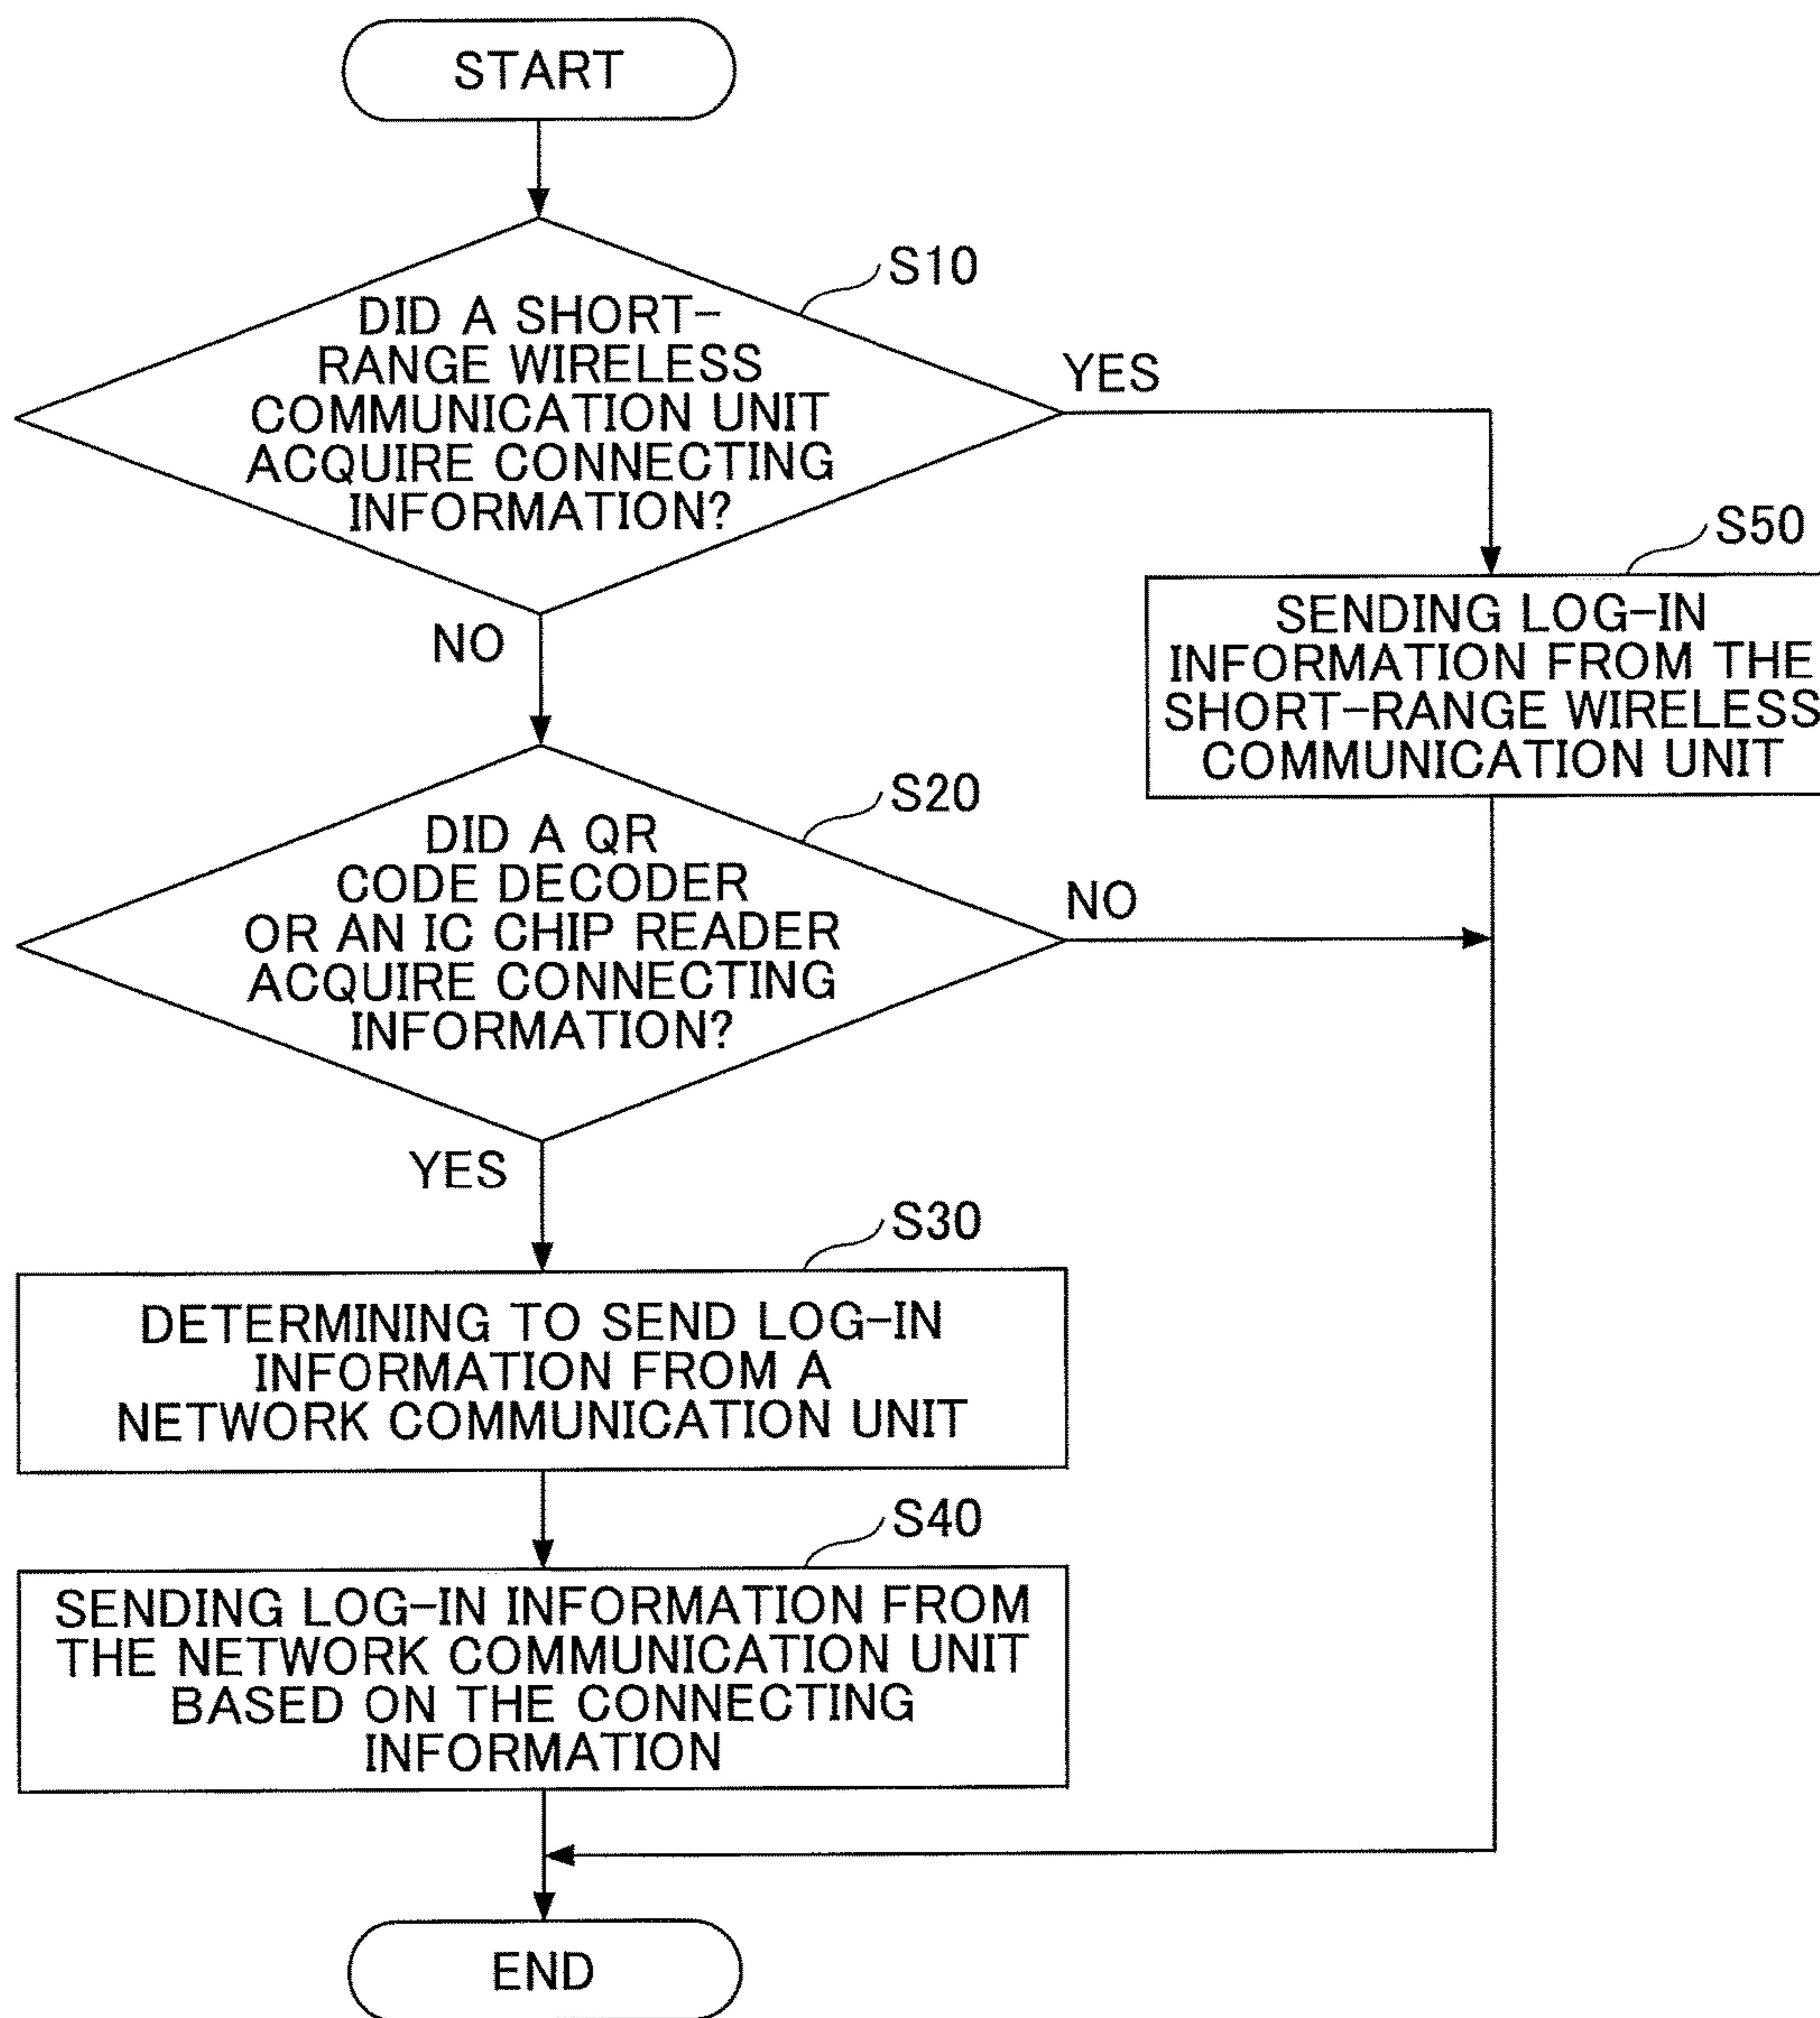 START
S10
DID A SHORT-
RANGE WIRELESS
COMMUNICATION UNIT
ACQUIRE CONNECTING
INFORMATION?
YES
NO
S50
SENDING LOG-IN
INFORMATION FROM THE
SHORT-RANGE WIRELESS
COMMUNICATION UNIT
S20
DID A QR
CODE DECODER
OR AN IC CHIP READER
ACQUIRE CONNECTING
INFORMATION?
NO
YES
S30
DETERMINING TO SEND LOG-IN
INFORMATION FROM A
NETWORK COMMUNICATION UNIT
S40
SENDING LOG-IN INFORMATION FROM
THE NETWORK COMMUNICATION UNIT
BASED ON THE CONNECTING
INFORMATION
END